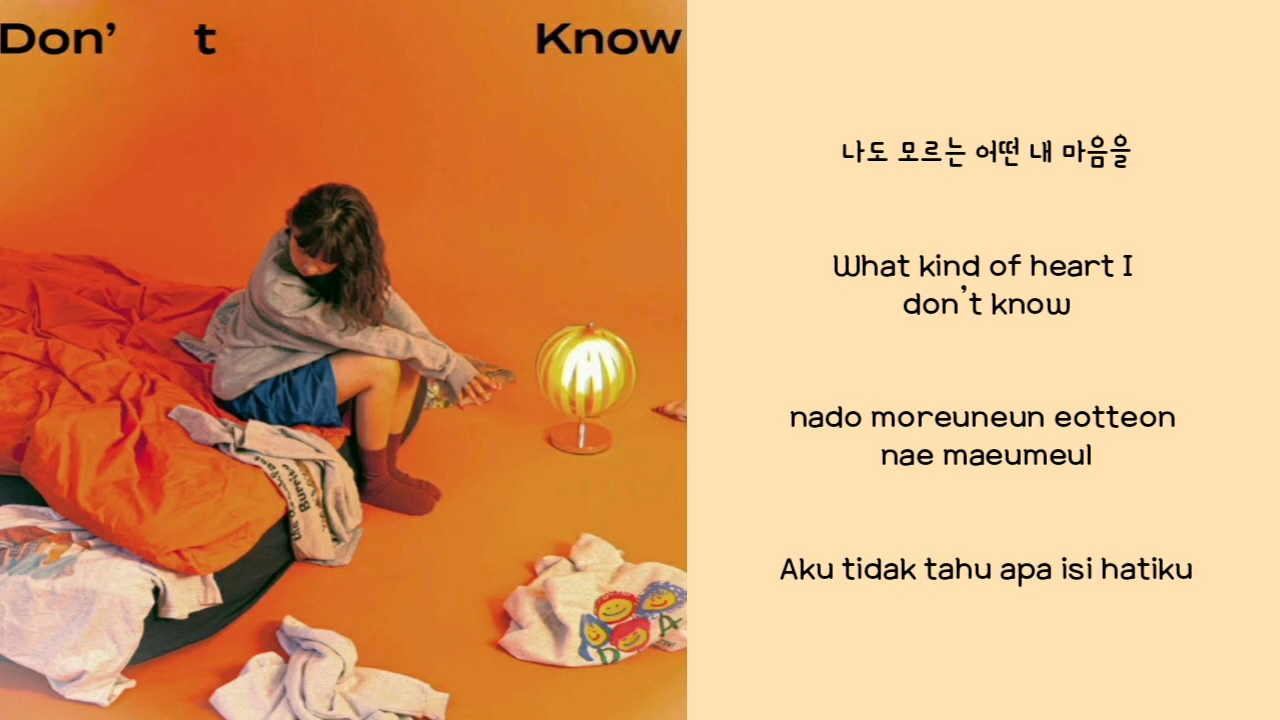 Don't Know
나도 모르는 어떤 내 마음을
What kind of heart I
don't know
nado moreuneun eotteon
nae maeumeul
Aku tidak tahu apa isi hatiku
Burrito